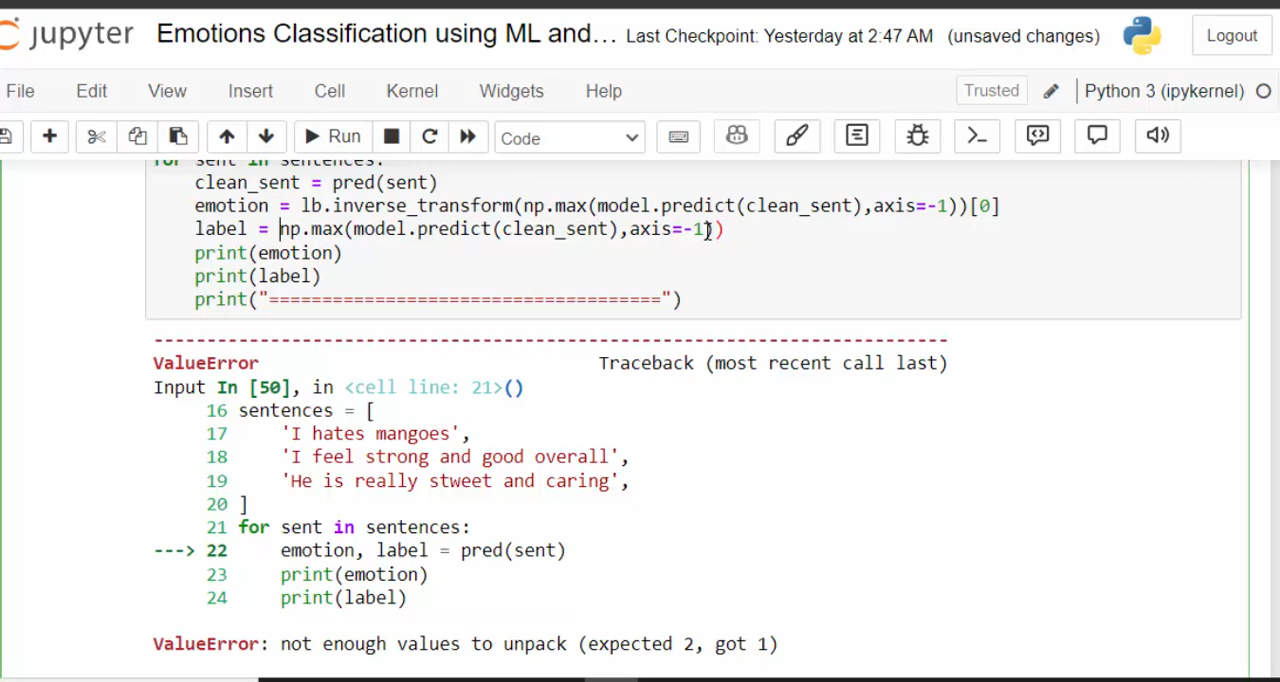 jupyter Emotions Classification using ML and... Last Checkpoint: Yesterday at 2:47 AM (unsaved changes) Logout
File Edit View Insert Cell Kernel Widgets Help Trusted Python 3 (ipykernel)
Run Code
for sent in sentences:
clean_sent = pred(sent)
emotion = lb.inverse_transform(np.max(model.predict(clean_sent),axis=-1))[0]
label = np.max(model.predict(clean_sent),axis=-1))
print(emotion)
print(label)
print("=====================================")
---------------------------------------------------------------------------
ValueError Traceback (most recent call last)
Input In [50], in <cell line: 21>()
16 sentences = [
17 'I hates mangoes',
18 'I feel strong and good overall',
19 'He is really stweet and caring',
20 ]
21 for sent in sentences:
---> 22 emotion, label = pred(sent)
23 print(emotion)
24 print(label)
ValueError: not enough values to unpack (expected 2, got 1)